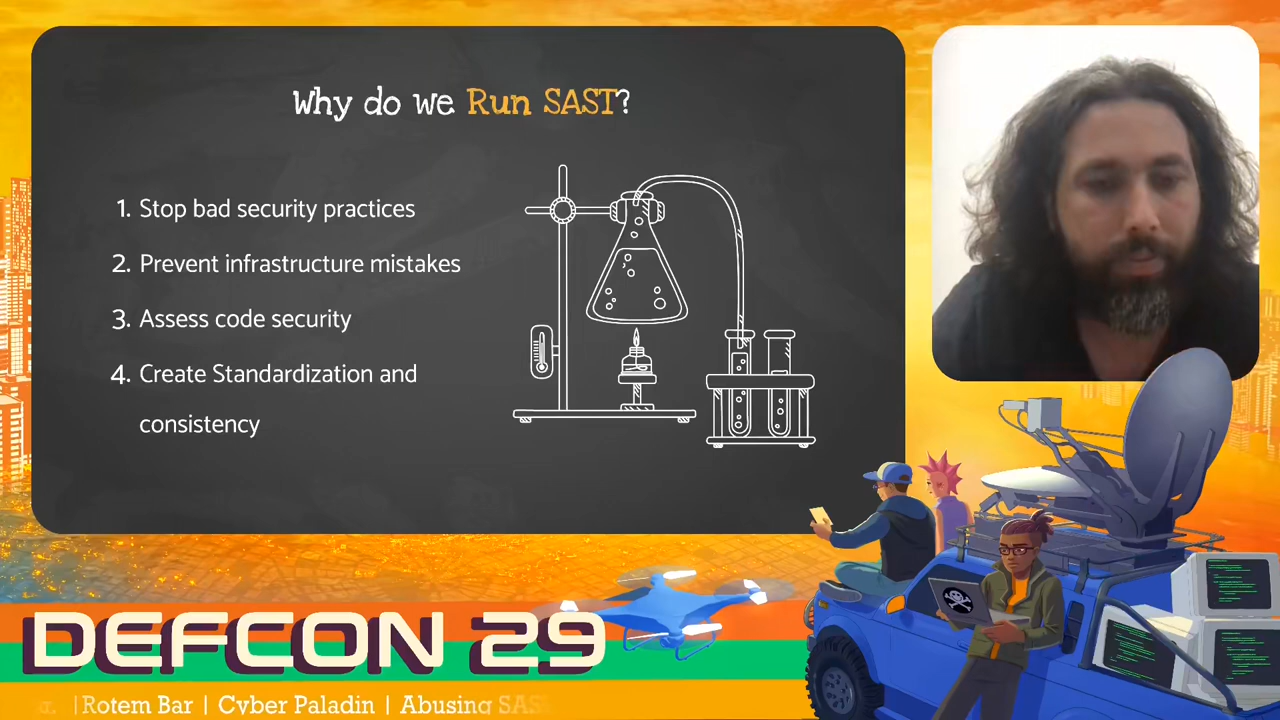 Why do we Run SAST?
1. Stop bad security practices
2. Prevent infrastructure mistakes
3. Assess code security
4. Create Standardization and
consistency
DEFCON 29
| Rotem Bar | Cyber Paladin | Abusing SAS